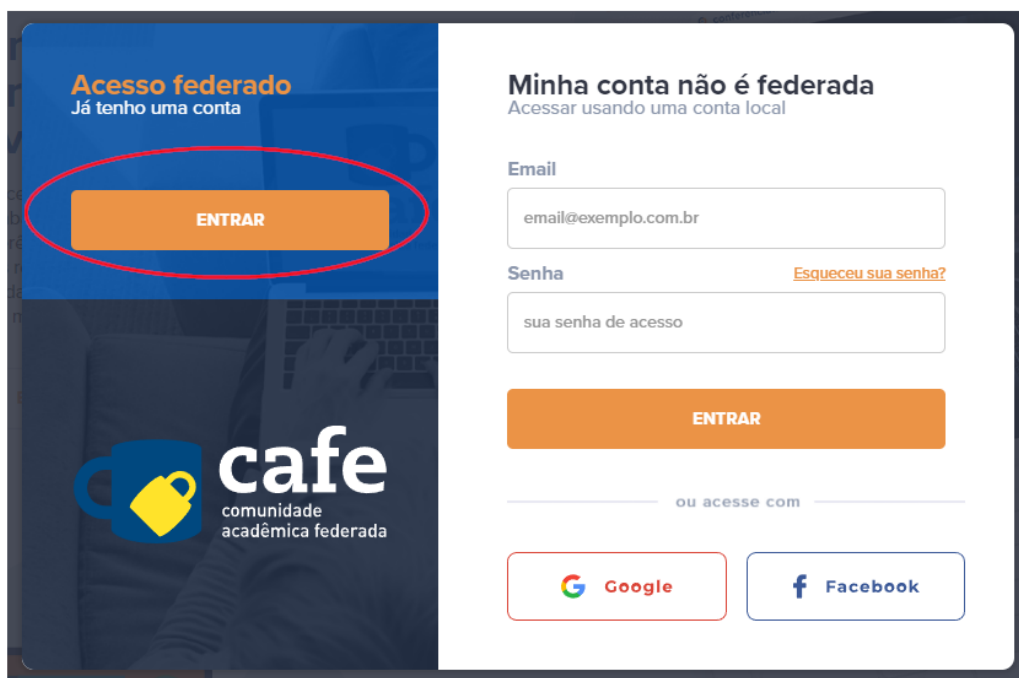 Acesso federado
Já tenho uma conta
ENTRAR
cafe
comunidade
acadêmica federada
Minha conta não é federada
Acessar usando uma conta local
Email
email@exemplo.com.br
Senha
Esqueceu sua senha?
sua senha de acesso
ENTRAR
ou acesse com
Google
Facebook